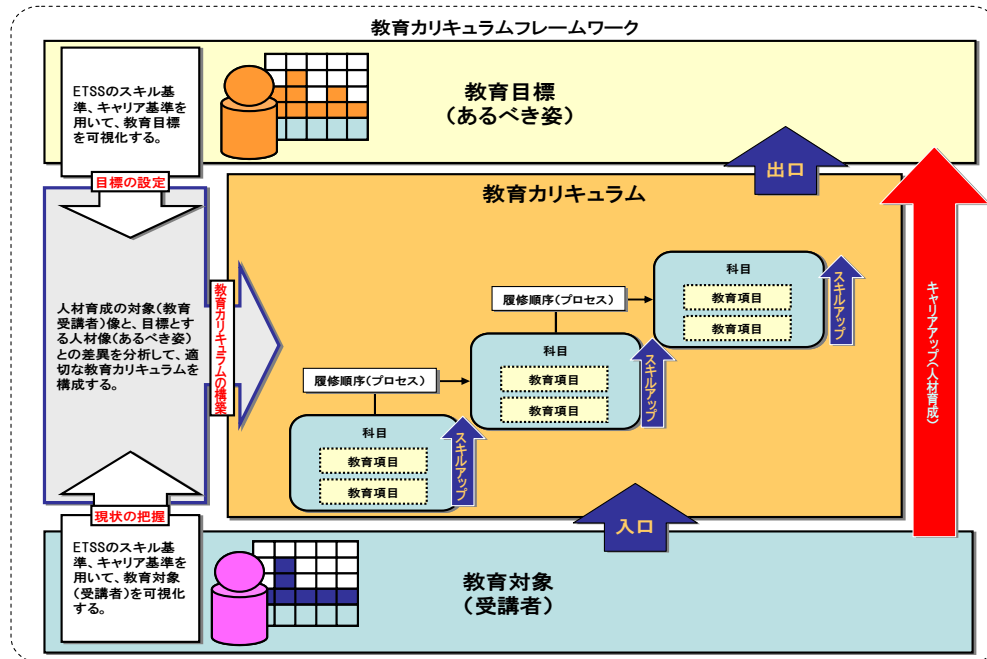 教育カリキュラムフレームワーク
ETSSのスキル基
準、キャリア基準を
用いて、教育目標
を可視化する。
教育目標
(あるべき姿)
目標の設定
出口
教育カリキュラム
人材育成の対象(教育
受講者)像と、目標とす
る人材像(あるべき姿)
との差異を分析して、適
切な教育カリキュラムを
構成する。
教育カリキュラムの構築
科目
教育項目
教育項目
スキルアップ
履修順序(プロセス)
科目
教育項目
教育項目
スキルアップ
履修順序(プロセス)
科目
教育項目
教育項目
スキルアップ
キャリアアップ(人材育成)
現状の把握
入口
ETSSのスキル基
準、キャリア基準を
用いて、教育対象
(受講者)を可視化
する。
教育対象
(受講者)